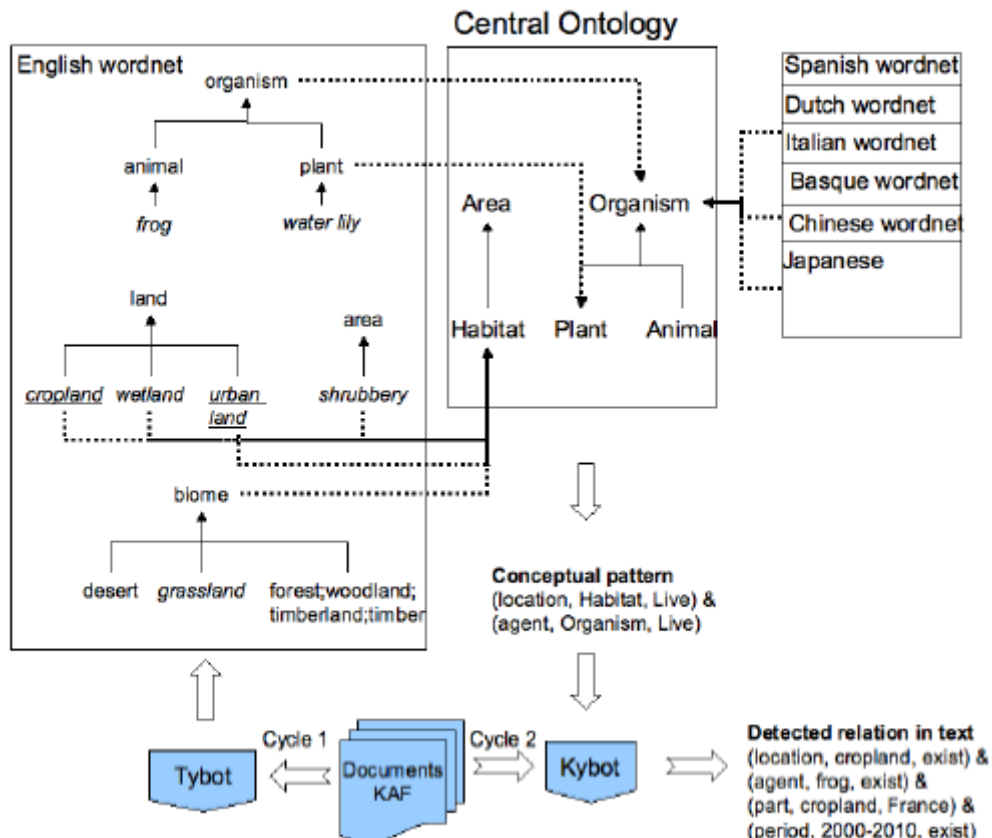 Central Ontology
English wordnet
organism
animal
plant
frog
water lily
land
area
cropland
wetland
urban
land
shrubbery
biome
desert
grassland
forest;woodland;
timberland;timber
Area
Organism
Habitat
Plant
Animal
Spanish wordnet
Dutch wordnet
Italian wordnet
Basque wordnet
Chinese wordnet
Japanese
Conceptual pattern
(location, Habitat, Live) &
(agent, Organism, Live)
Tybot
Cycle 1
Documents
KAF
Cycle 2
Kybot
Detected relation in text
(location, cropland, exist) &
(agent, frog, exist) &
(part, cropland, France) &
(period, 2000-2010, exist)